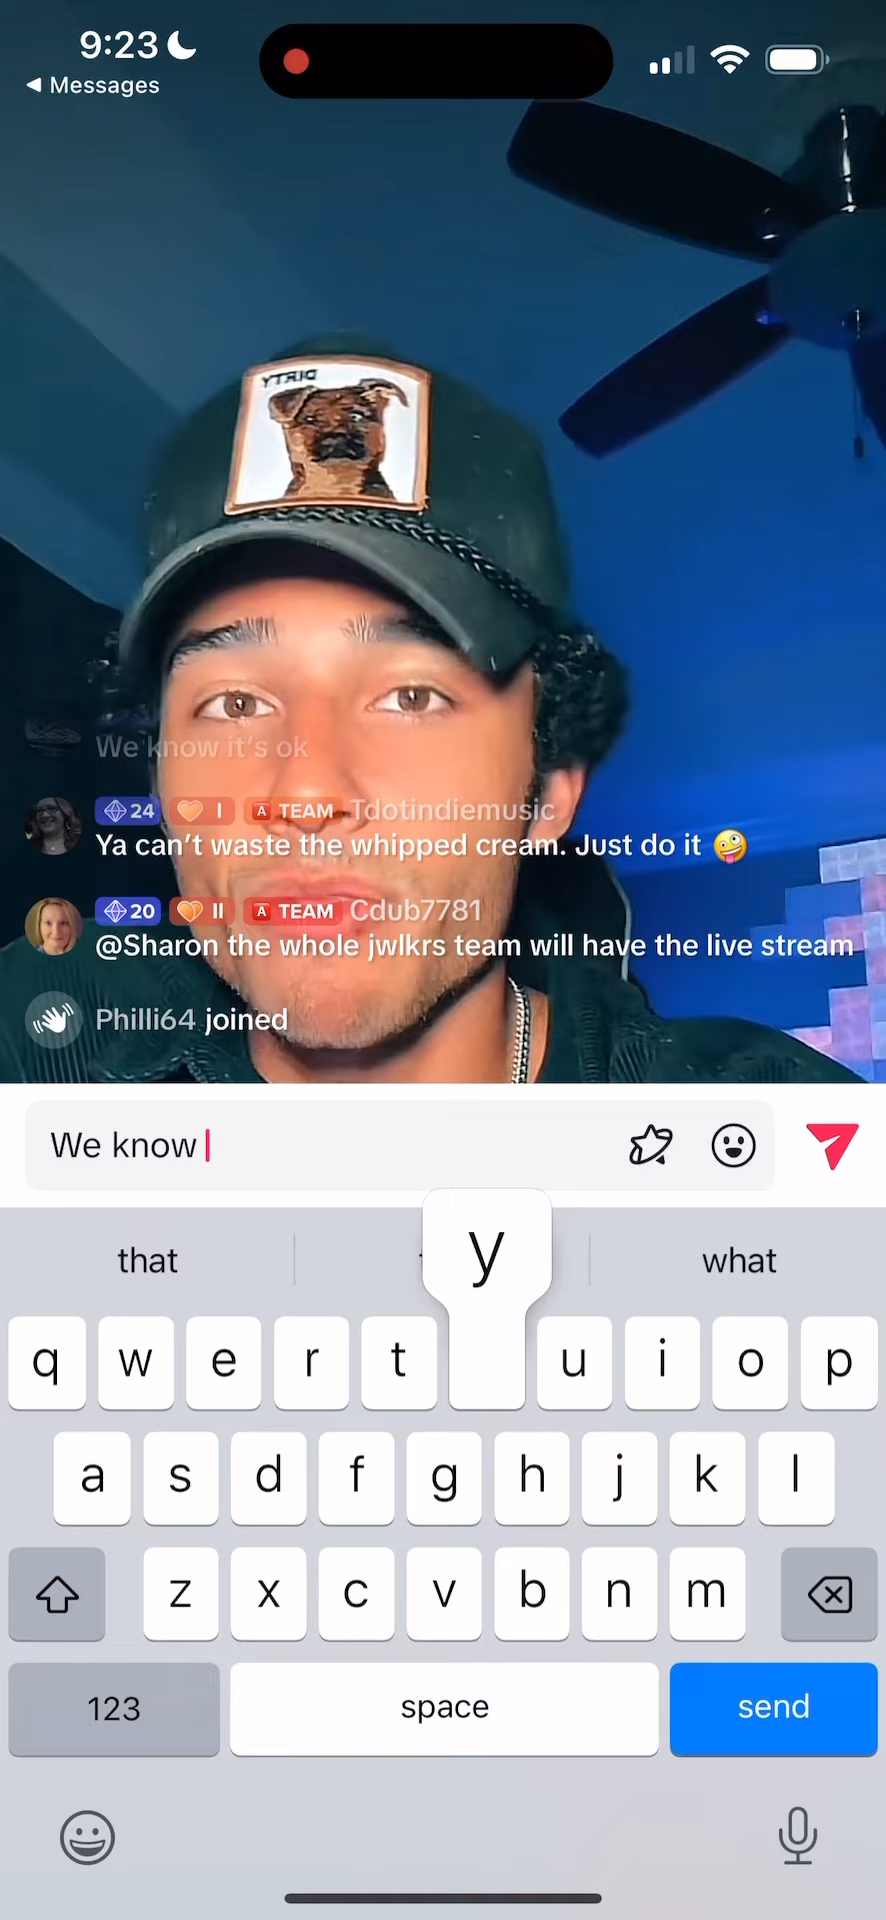 9:23
Messages
DIRTY
We know it's ok
24 I A TEAM Tdotindiemusic
Ya can't waste the whipped cream. Just do it 🤪
20 II A TEAM Cdub7781
@Sharon the whole jwlkrs team will have the live stream
Philli64 joined
We know
that
what
y
q w e r t u i o p
a s d f g h j k l
z x c v b n m
123 space send